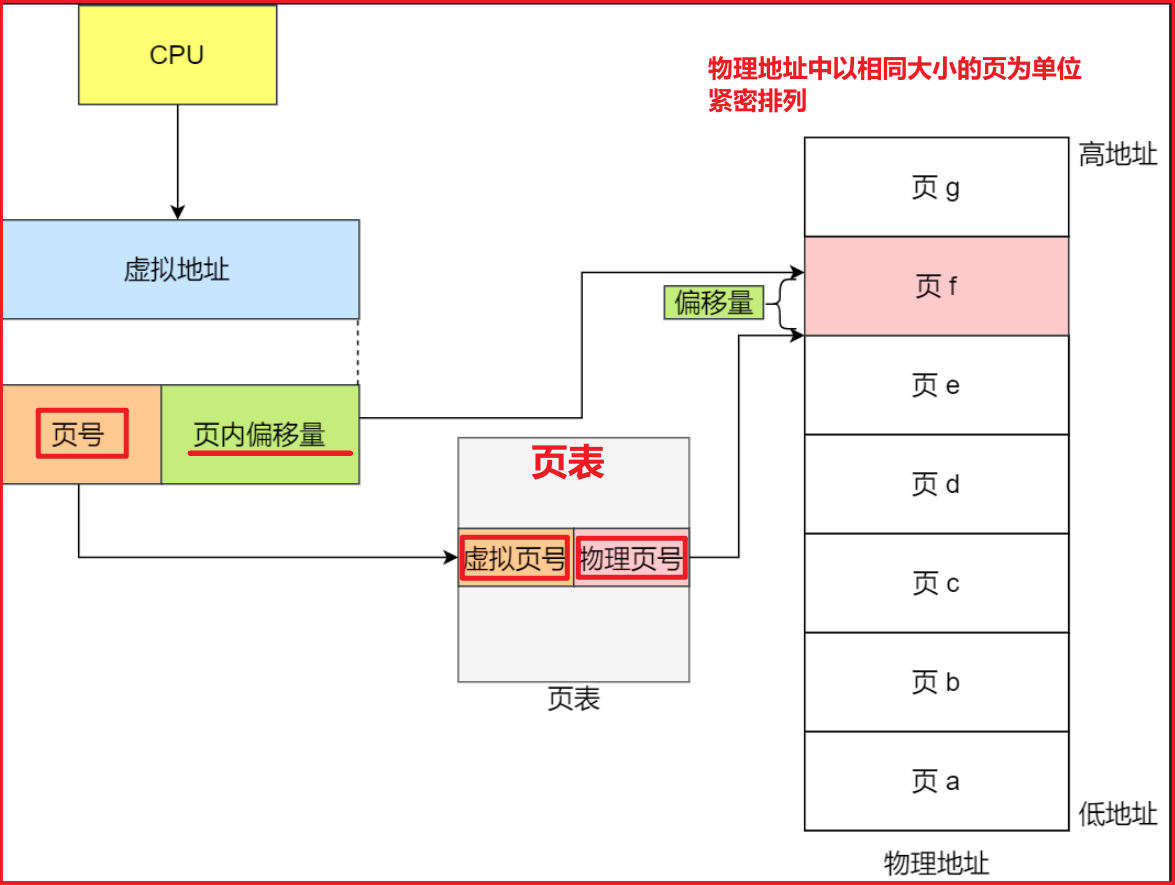 CPU
物理地址中以相同大小的页为单位
紧密排列
高地址
页 g
虚拟地址
页 f
偏移量
页 e
页号
页内偏移量
页表
页 d
虚拟页号
物理页号
页 c
页表
页 b
页 a
低地址
物理地址